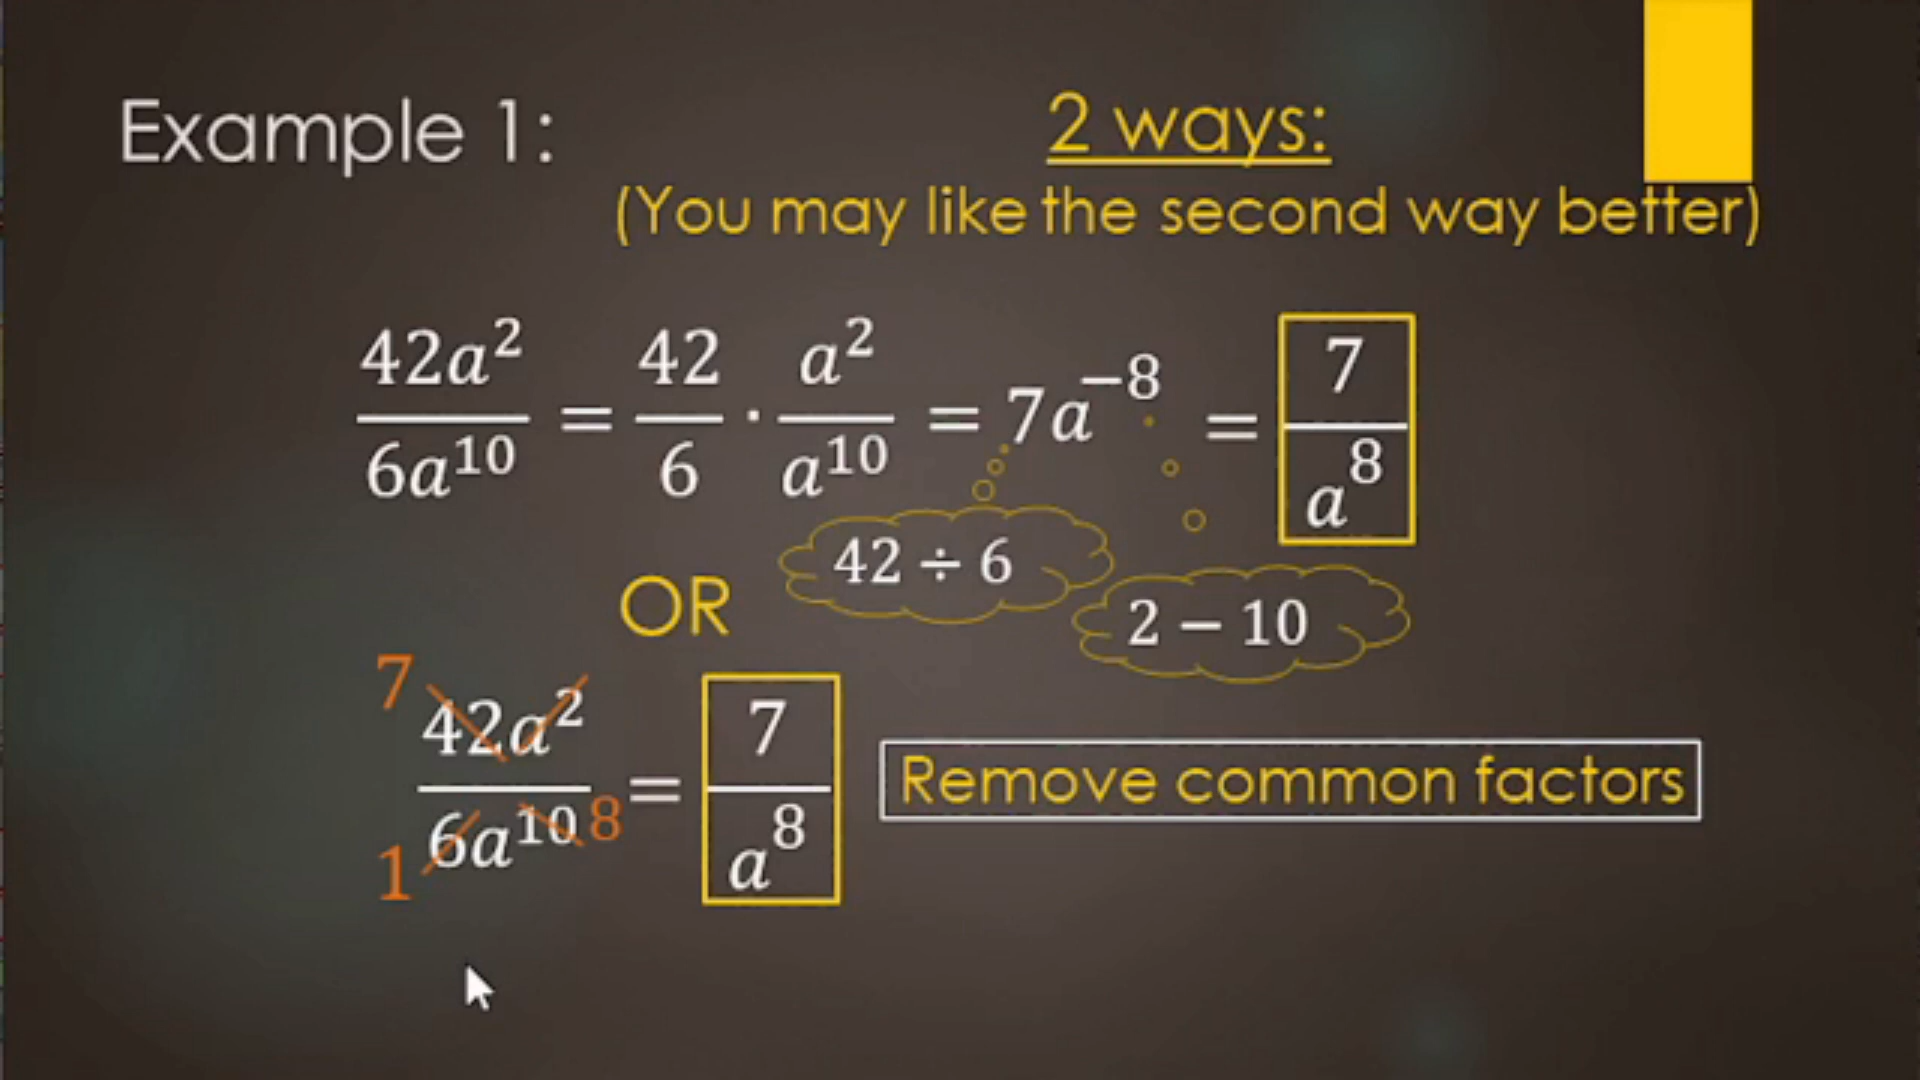 Example 1:
2 ways:
(You may like the second way better)
42a²/6a¹⁰ = 42/6 · a²/a¹⁰ = 7a⁻⁸ = 7/a⁸
42 ÷ 6
2 − 10
OR
7 42a²/6a¹⁰ 1 8 = 7/a⁸
Remove common factors